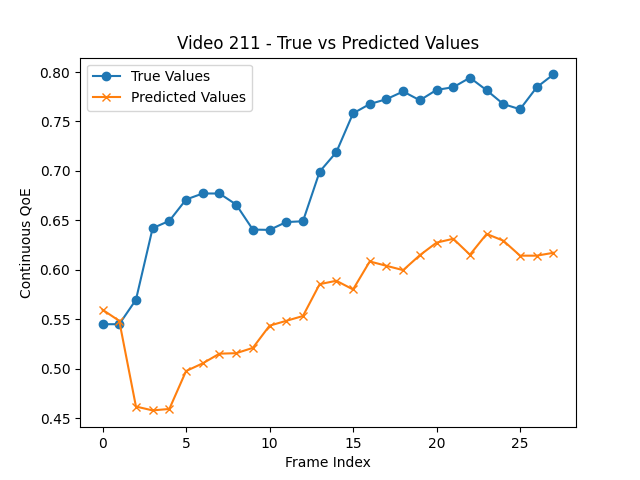 Video 211 - True vs Predicted Values
True Values
Predicted Values
Continuous QoE
0.80
0.75
0.70
0.65
0.60
0.55
0.50
0.45
0 5 10 15 20 25
Frame Index